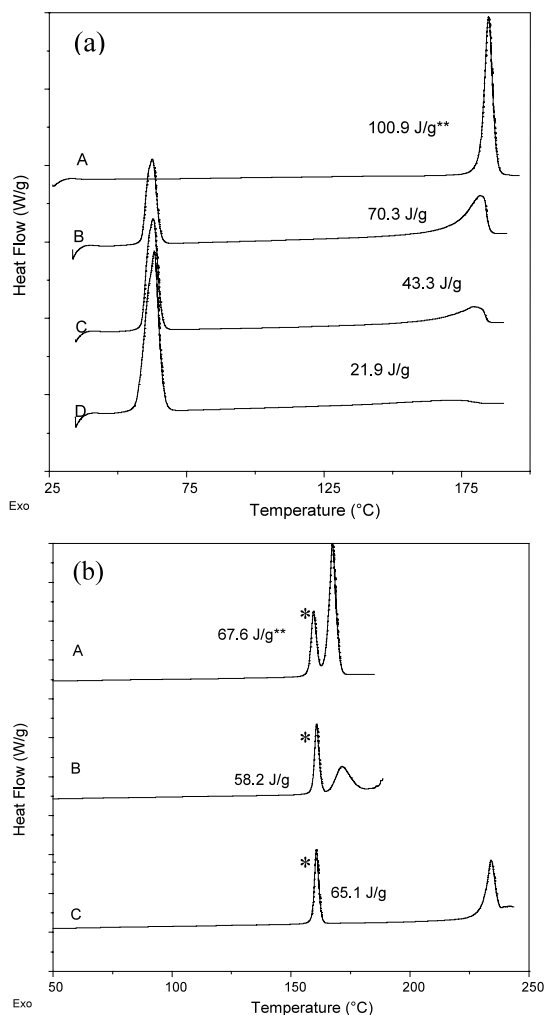 (a)
100.9 J/g**
A
70.3 J/g
B
43.3 J/g
C
21.9 J/g
D
Heat Flow (W/g)
25 75 125 175
Exo
Temperature (°C)
(b)
*
67.6 J/g**
A
*
B
58.2 J/g
*
65.1 J/g
C
Heat Flow (W/g)
50 100 150 200 250
Exo
Temperature (°C)